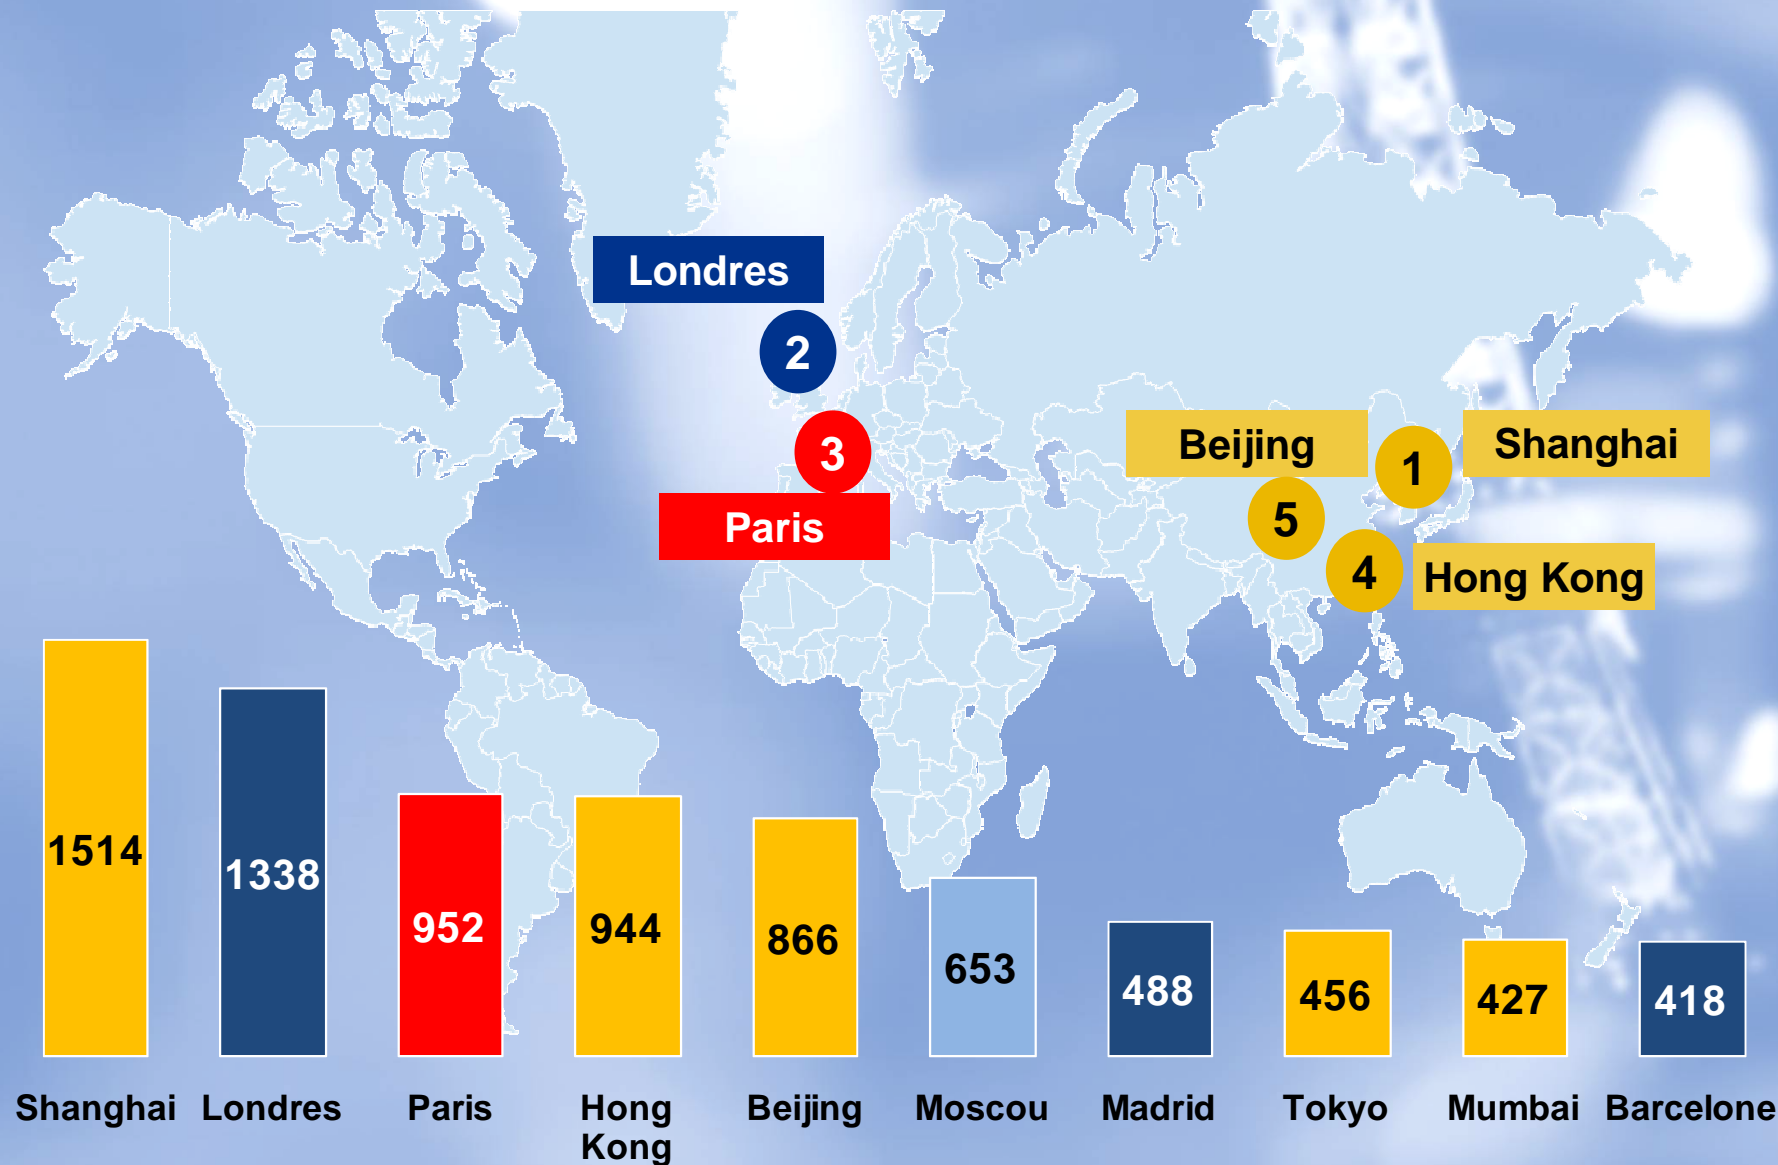 Londres
2
3
Paris
Beijing
1
Shanghai
5
4
Hong Kong
1514
1338
952
944
866
653
488
456
427
418
Shanghai
Londres
Paris
Hong
Kong
Beijing
Moscou
Madrid
Tokyo
Mumbai
Barcelone